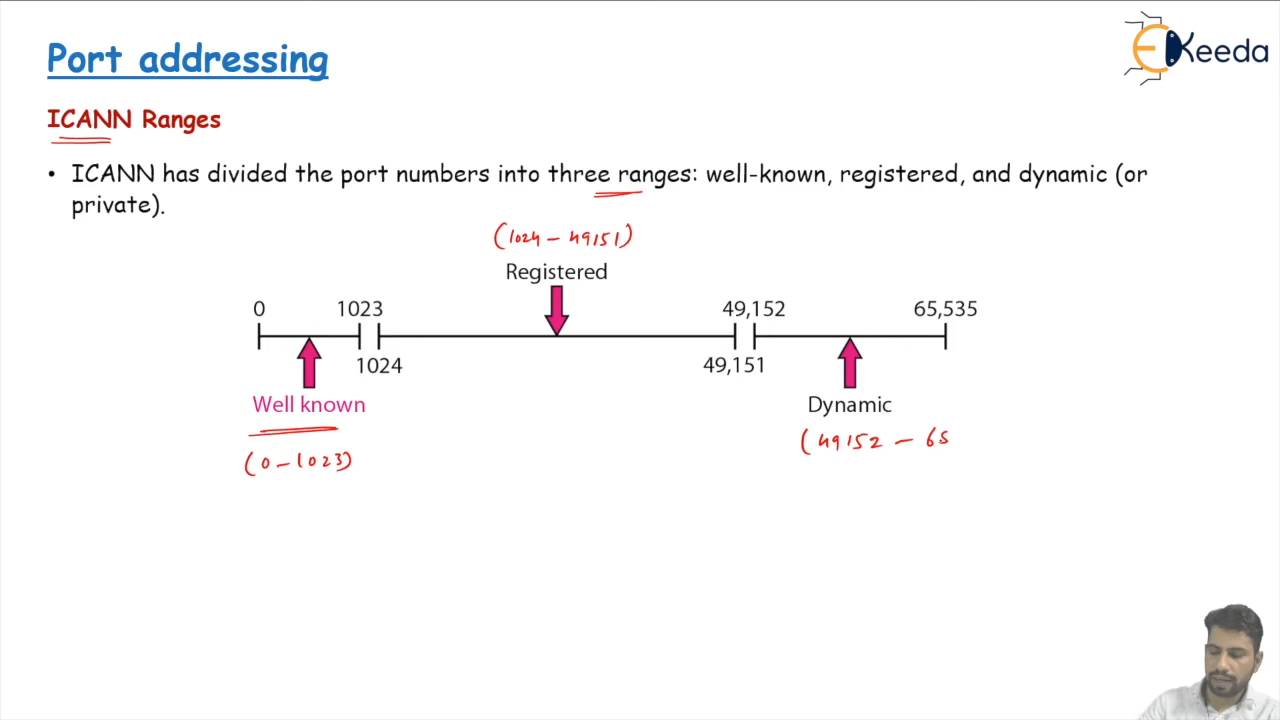 Port addressing
EKeeda
ICANN Ranges
• ICANN has divided the port numbers into three ranges: well-known, registered, and dynamic (or
private).
(1024 - 49151)
Registered
0 1023 49,152 65,535
1024 49,151
Well known Dynamic
(0 - 1023) (49152 - 65